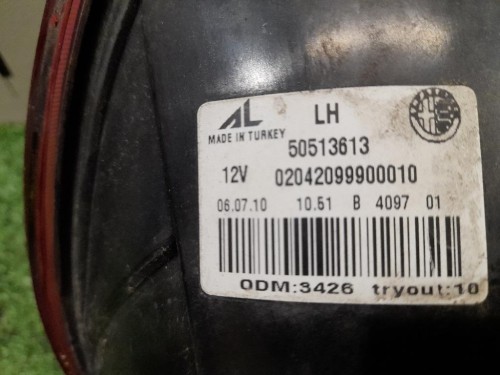 AL LH
MADE IN TURKEY
50513613
12V 02042099900010
06.07.10 10.51 B 4097 01
ODM:3426 tryout:10